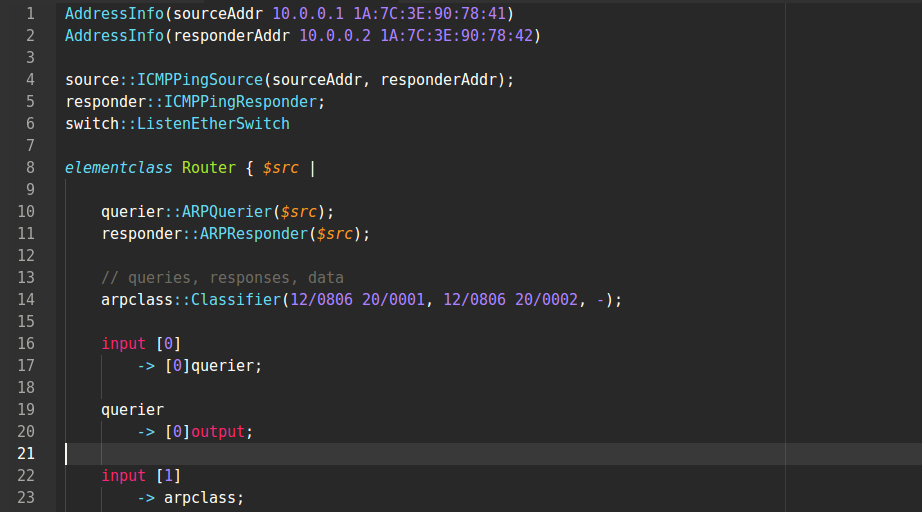 1 AddressInfo(sourceAddr 10.0.0.1 1A:7C:3E:90:78:41)
2 AddressInfo(responderAddr 10.0.0.2 1A:7C:3E:90:78:42)
3
4 source::ICMPPingSource(sourceAddr, responderAddr);
5 responder::ICMPPingResponder;
6 switch::ListenEtherSwitch
7
8 elementclass Router { $src |
9
10 querier::ARPQuerier($src);
11 responder::ARPResponder($src);
12
13 // queries, responses, data
14 arpclass::Classifier(12/0806 20/0001, 12/0806 20/0002, -);
15
16 input [0]
17 -> [0]querier;
18
19 querier
20 -> [0]output;
21
22 input [1]
23 -> arpclass;